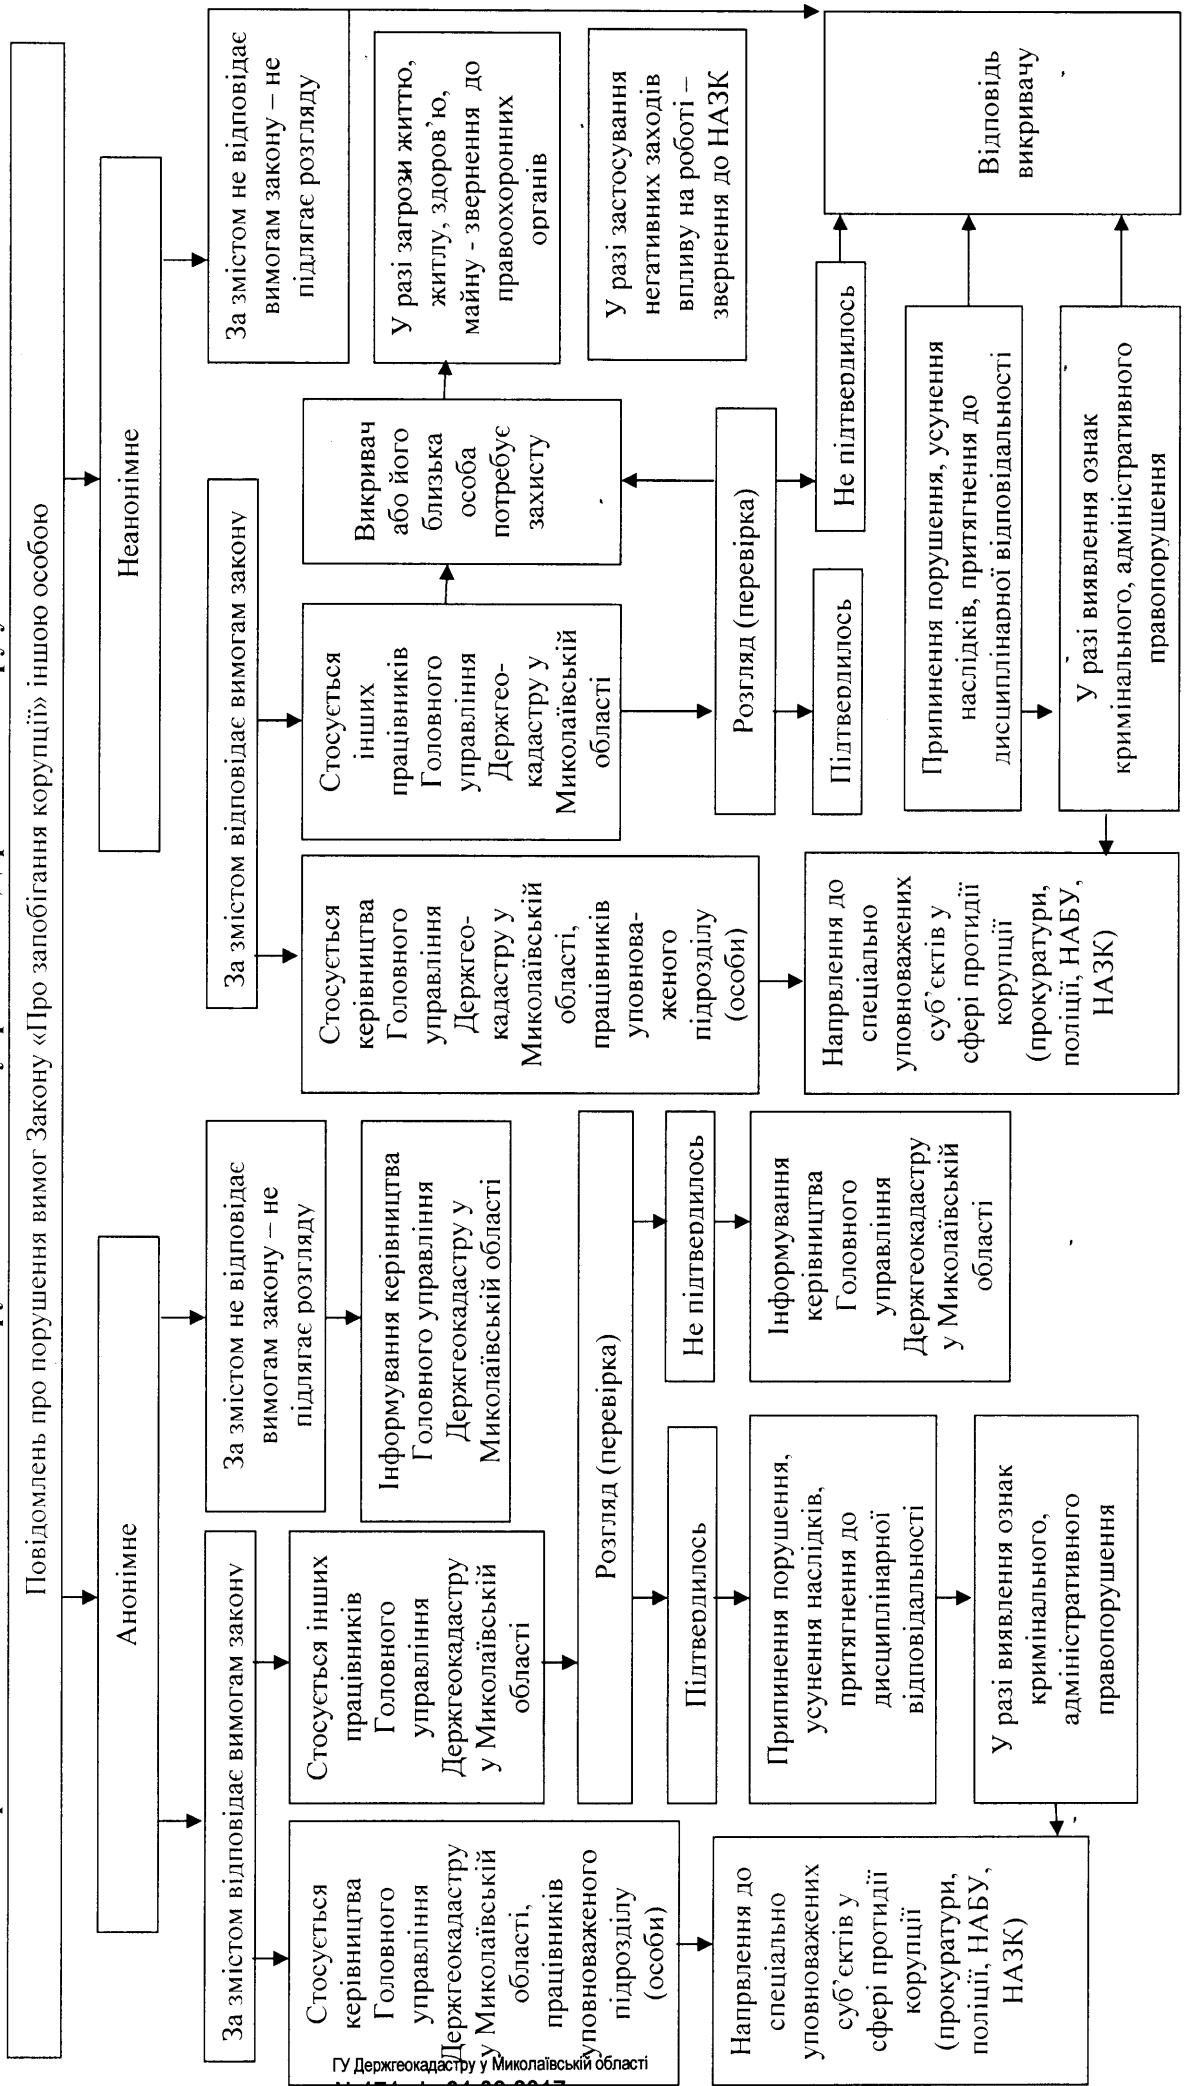 Повідомлень про порушення вимог Закону «Про запобігання корупції» іншою особою
Анонімне
За змістом відповідає вимогам закону
Стосується
керівництва
Головного
управління
Держгеокадастру
у Миколаївській
області,
працівників
уповноваженого
підрозділу
(особи)
Напрвлення до
спеціально
уповноважених
суб'єктів у
сфері протидії
корупції
(прокуратури,
поліції, НАБУ,
НАЗК)
Стосується інших
працівників
Головного
управління
Держгеокадастру
у Миколаївській
області
За змістом не відповідає
вимогам закону – не
підлягає розгляду
Інформування керівництва
Головного управління
Держгеокадастру у
Миколаївській області
Розгляд (перевірка)
Підтвердилось
Припинення порушення,
усунення наслідків,
притягнення до
дисциплінарної
відповідальності
У разі виявлення ознак
кримінального,
адміністративного
правопорушення
Не підтвердилось
Інформування
керівництва
Головного
управління
Держгеокадастру
у Миколаївській
області
Неанонімне
За змістом відповідає вимогам закону
Стосується
керівництва
Головного
управління
Держгео-
кадастру у
Миколаївській
області,
працівників
уповнова-
женого
підрозділу
(особи)
Напрвлення до
спеціально
уповноважених
суб'єктів у
сфері протидії
корупції
(прокуратури,
поліції, НАБУ,
НАЗК)
Стосується
інших
працівників
Головного
управління
Держгео-
кадастру у
Миколаївській
області
Викривач
або його
близька
особа
потребує
захисту
За змістом не відповідає
вимогам закону – не
підлягає розгляду
У разі загрози життю,
житлу, здоров'ю,
майну - звернення до
правоохоронних
органів
У разі застосування
негативних заходів
впливу на роботі –
звернення до НАЗК
Розгляд (перевірка)
Підтвердилось
Не підтвердилось
Припинення порушення, усунення
наслідків, притягнення до
дисциплінарної відповідальності
У разі виявлення ознак
кримінального, адміністративного
правопорушення
Відповідь
викривачу
ГУ Держгеокадастру у Миколаївській області